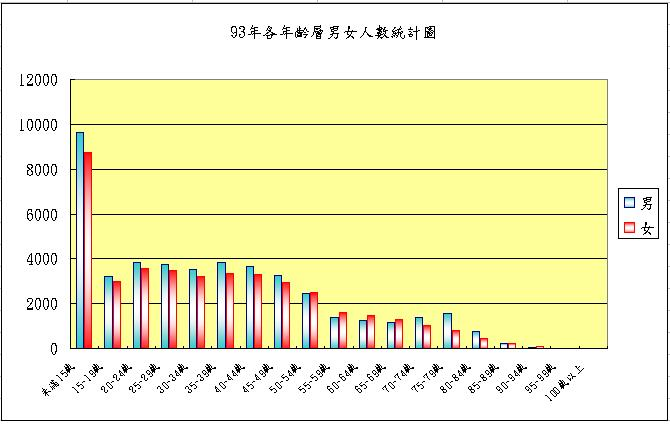 93年各年齡層男女人數統計圖
12000
10000
8000
6000
4000
2000
0
男
女
未滿15歲
15-19歲
20-24歲
25-29歲
30-34歲
35-39歲
40-44歲
45-49歲
50-54歲
55-59歲
60-64歲
65-69歲
70-74歲
75-79歲
80-84歲
85-89歲
90-94歲
95-99歲
100歲以上